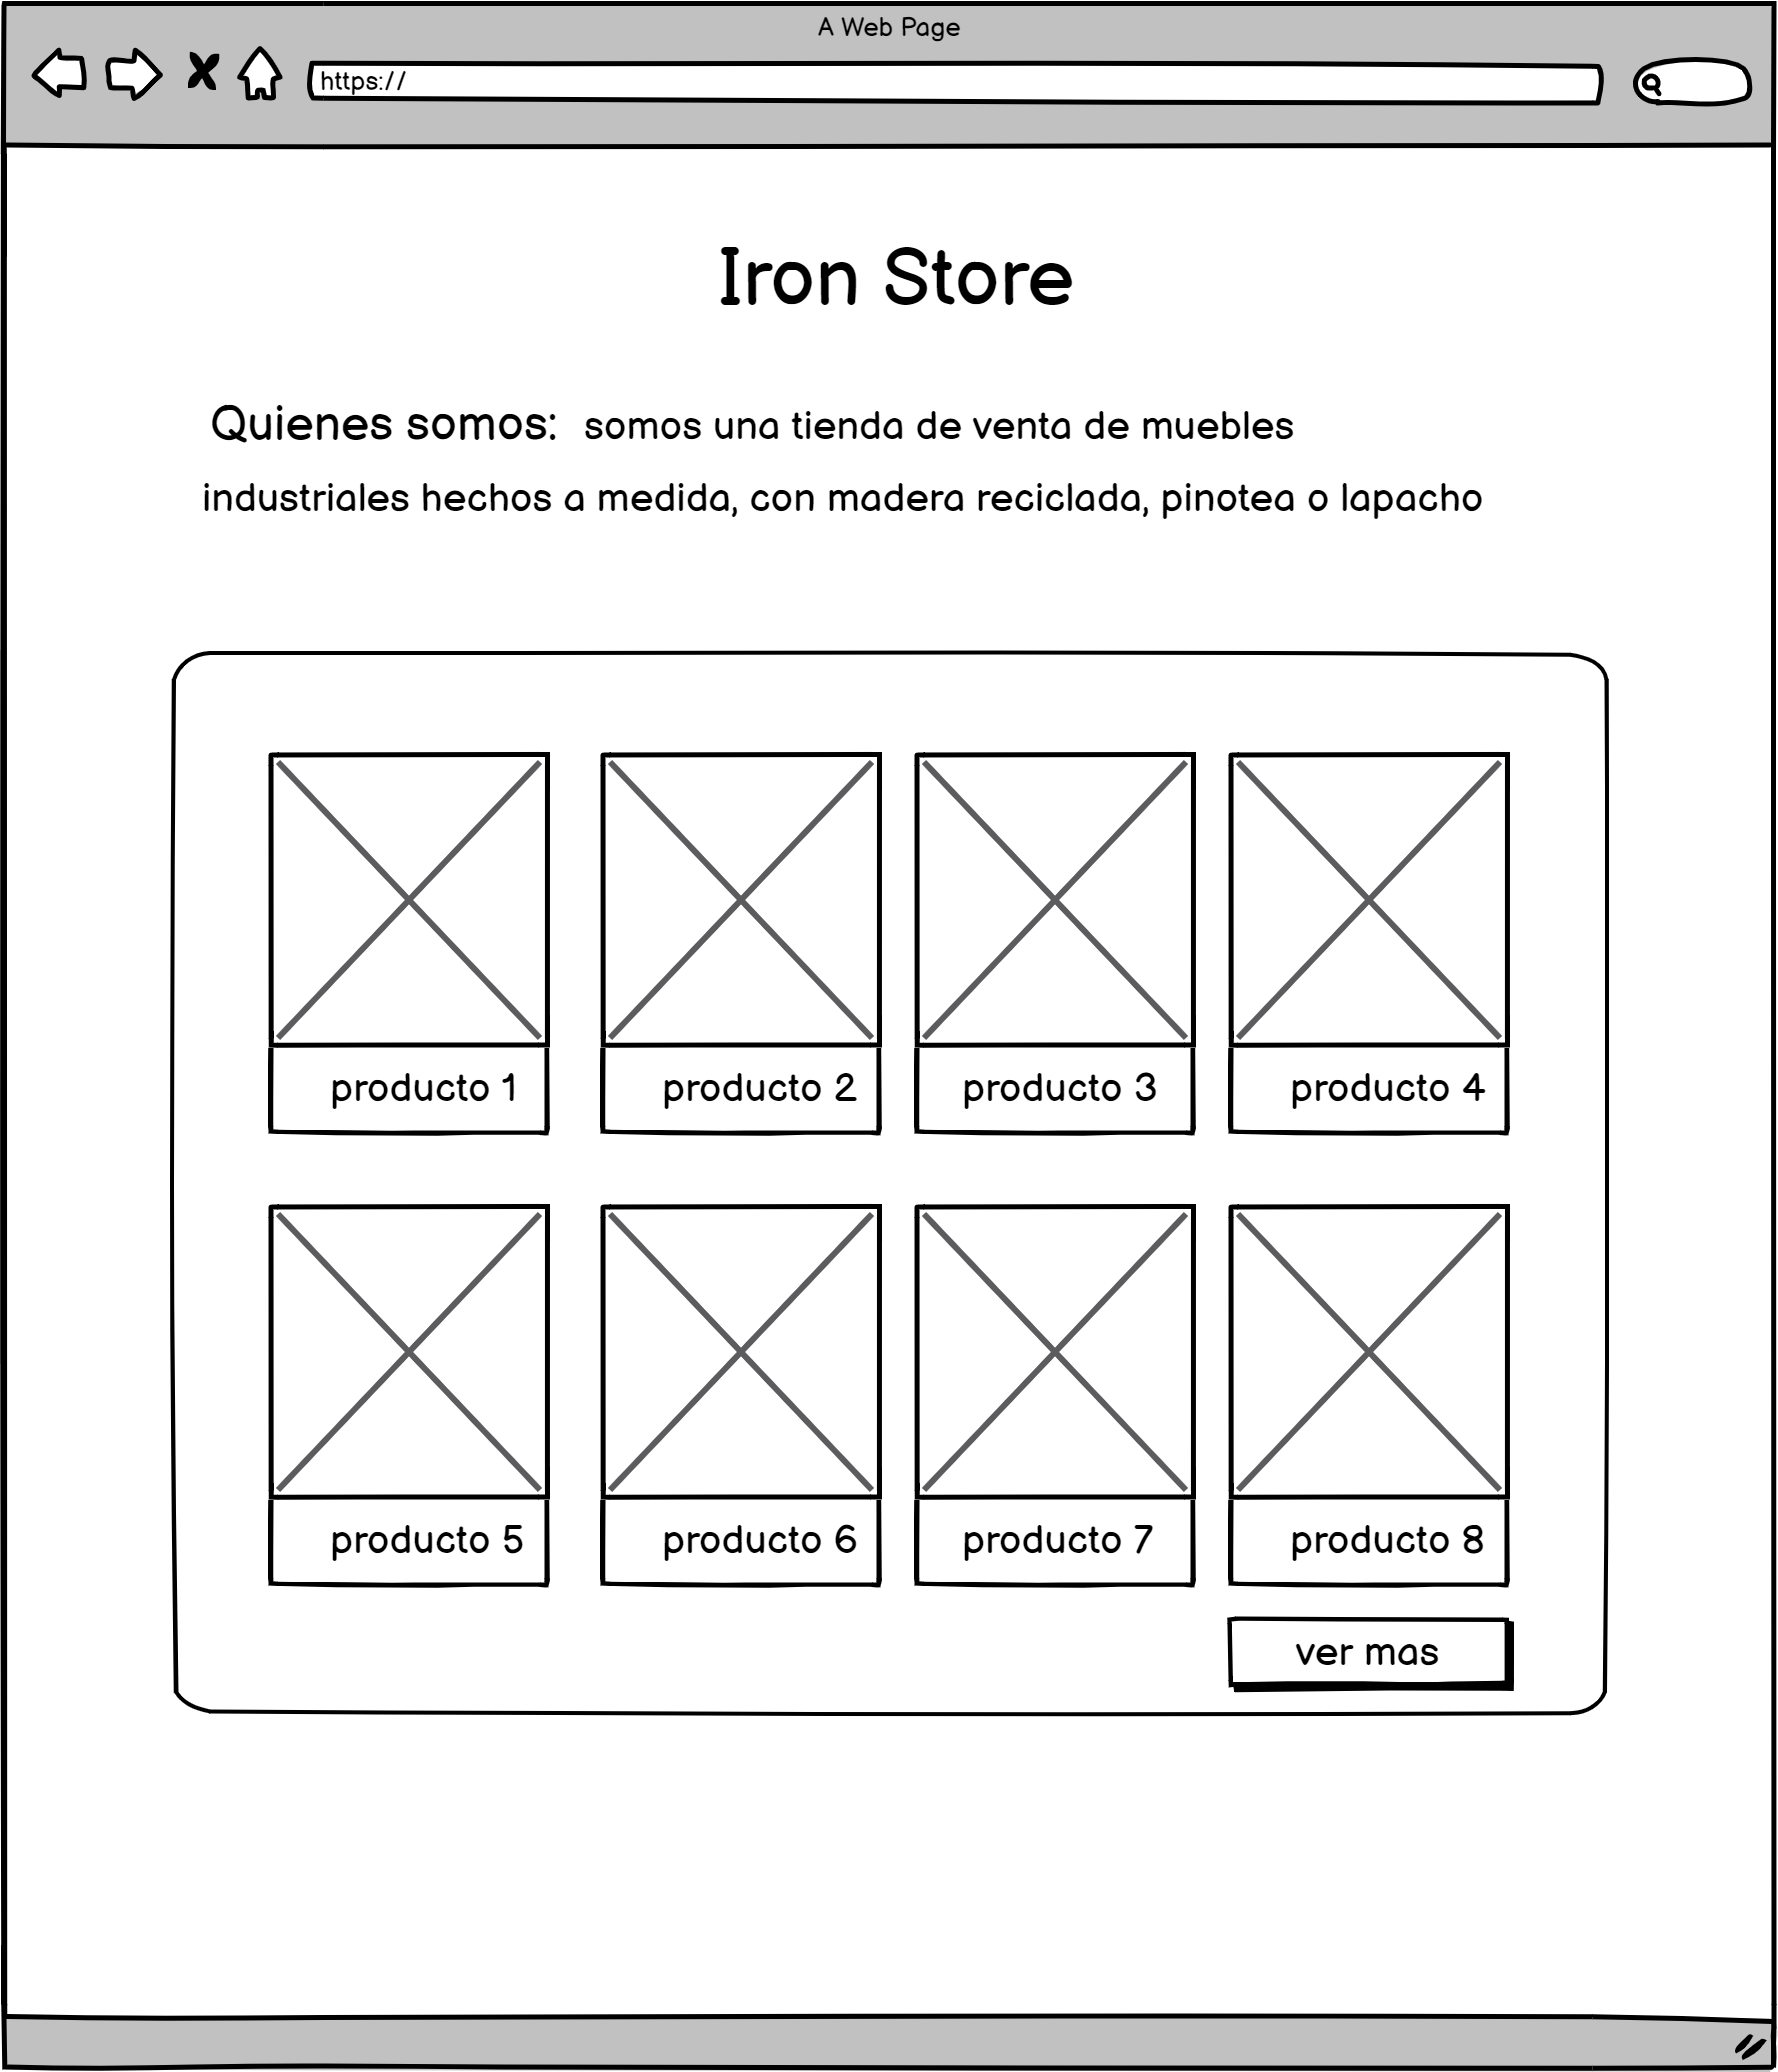 A Web Page
https://
Iron Store
Quienes somos: somos una tienda de venta de muebles
industriales hechos a medida, con madera reciclada, pinotea o lapacho
producto 1
producto 2
producto 3
producto 4
producto 5
producto 6
producto 7
producto 8
ver mas